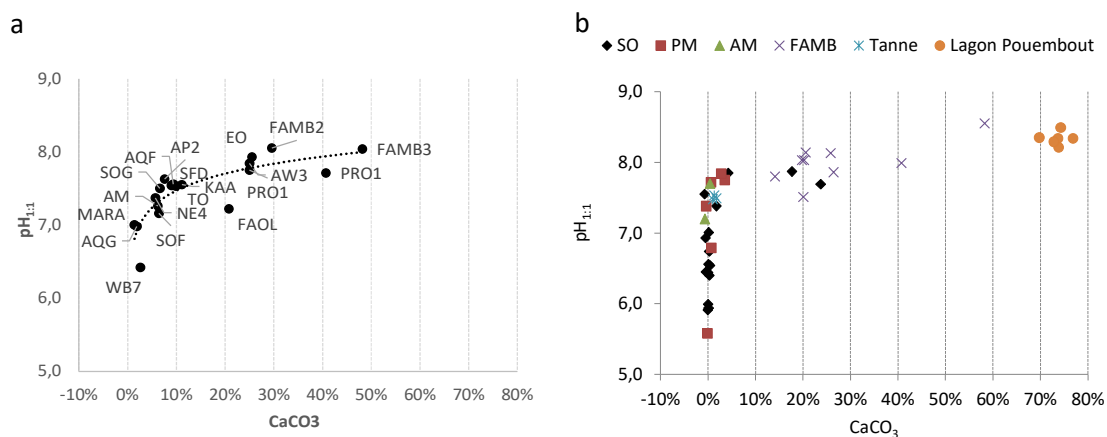 a
9,0
8,0
7,0
6,0
5,0
pH1:1
EO
FAMB2
AP2
AQF
SFD
SOG
FAMB3
AW3
KAA
PRO1
PRO1
TO
AM
NE4
MARA
FAOL
AQG
SOF
WB7
-10% 0% 10% 20% 30% 40% 50% 60% 70% 80%
CaCO3
b
SO PM AM FAMB Tanne Lagon Pouembout
9,0
8,0
7,0
6,0
5,0
pH1:1
-10% 0% 10% 20% 30% 40% 50% 60% 70% 80%
CaCO3